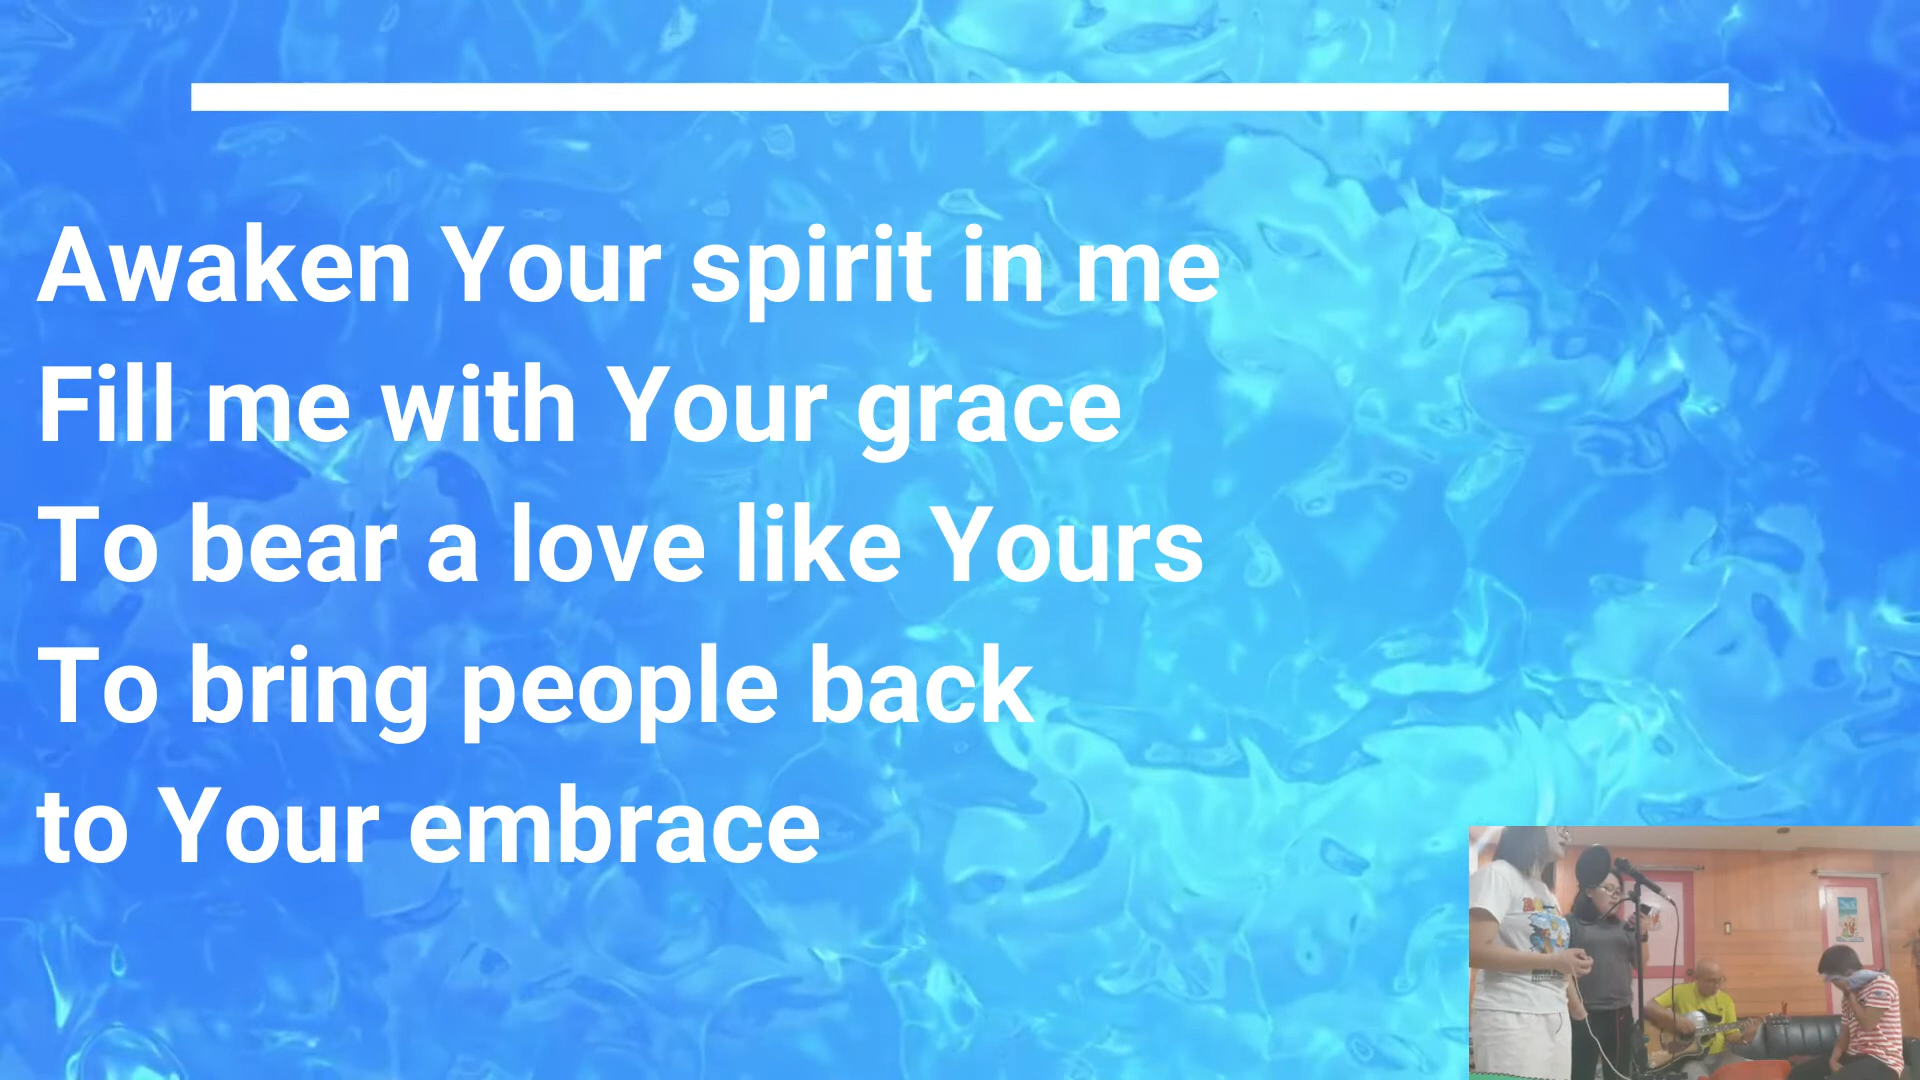 Awaken Your spirit in me
Fill me with Your grace
To bear a love like Yours
To bring people back
to Your embrace